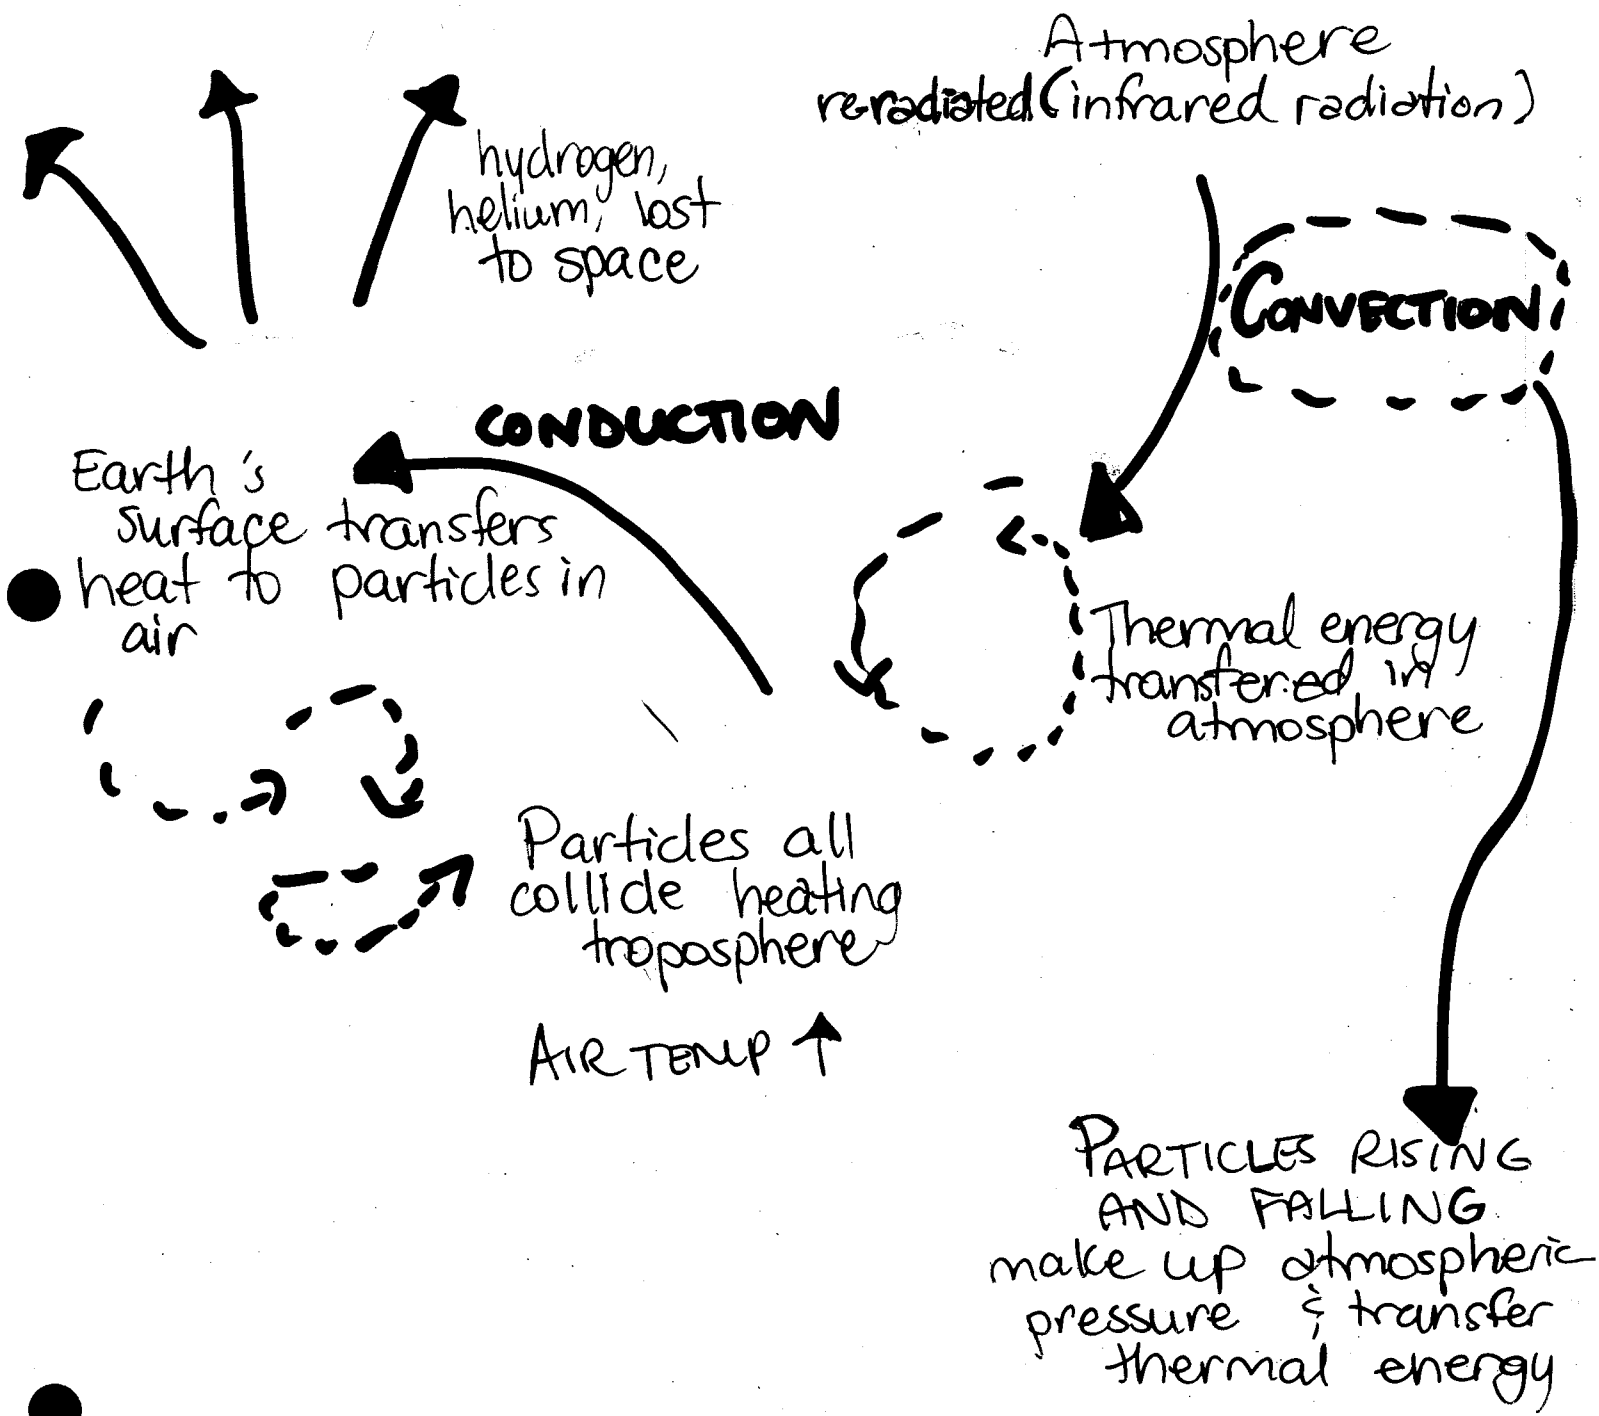 Atmosphere
re-radiated (infrared radiation)
hydrogen,
helium, lost
to space
CONVECTION
CONDUCTION
Earth's
surface transfers
heat to particles in
air
Thermal energy
transfered in
atmosphere
Particles all
collide heating
troposphere
AIR TEMP ↑
PARTICLES RISING
AND FALLING
make up atmospheric
pressure & transfer
thermal energy